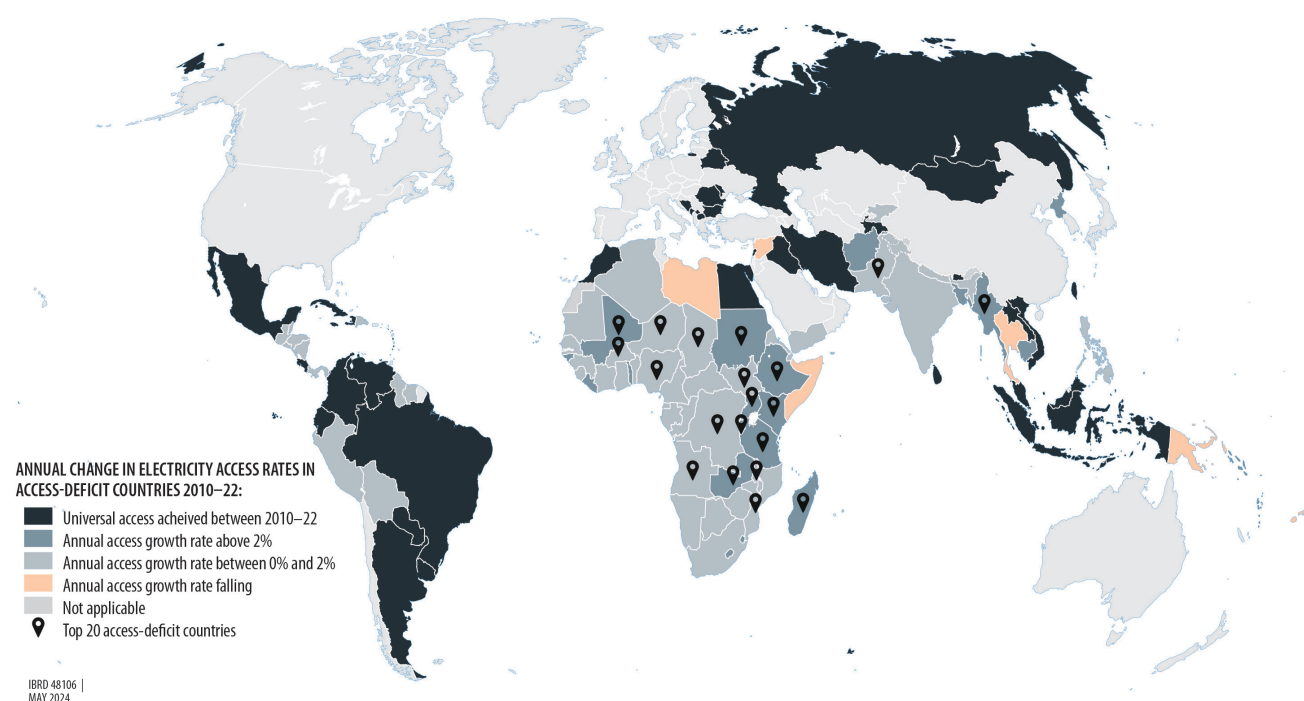 ANNUAL CHANGE IN ELECTRICITY ACCESS RATES IN
ACCESS-DEFICIT COUNTRIES 2010–22:
Universal access acheived between 2010–22
Annual access growth rate above 2%
Annual access growth rate between 0% and 2%
Annual access growth rate falling
Not applicable
Top 20 access-deficit countries
IBRD 48106 |
MAY 2024